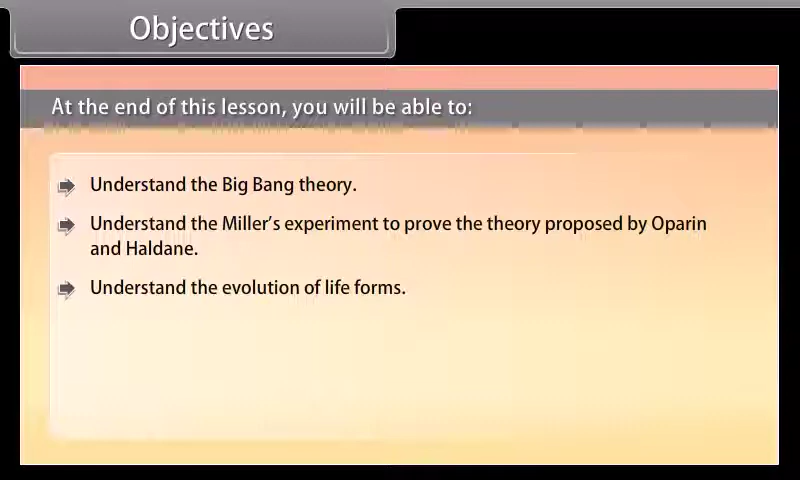 Objectives
At the end of this lesson, you will be able to:
Understand the Big Bang theory.
Understand the Miller's experiment to prove the theory proposed by Oparin
and Haldane.
Understand the evolution of life forms.